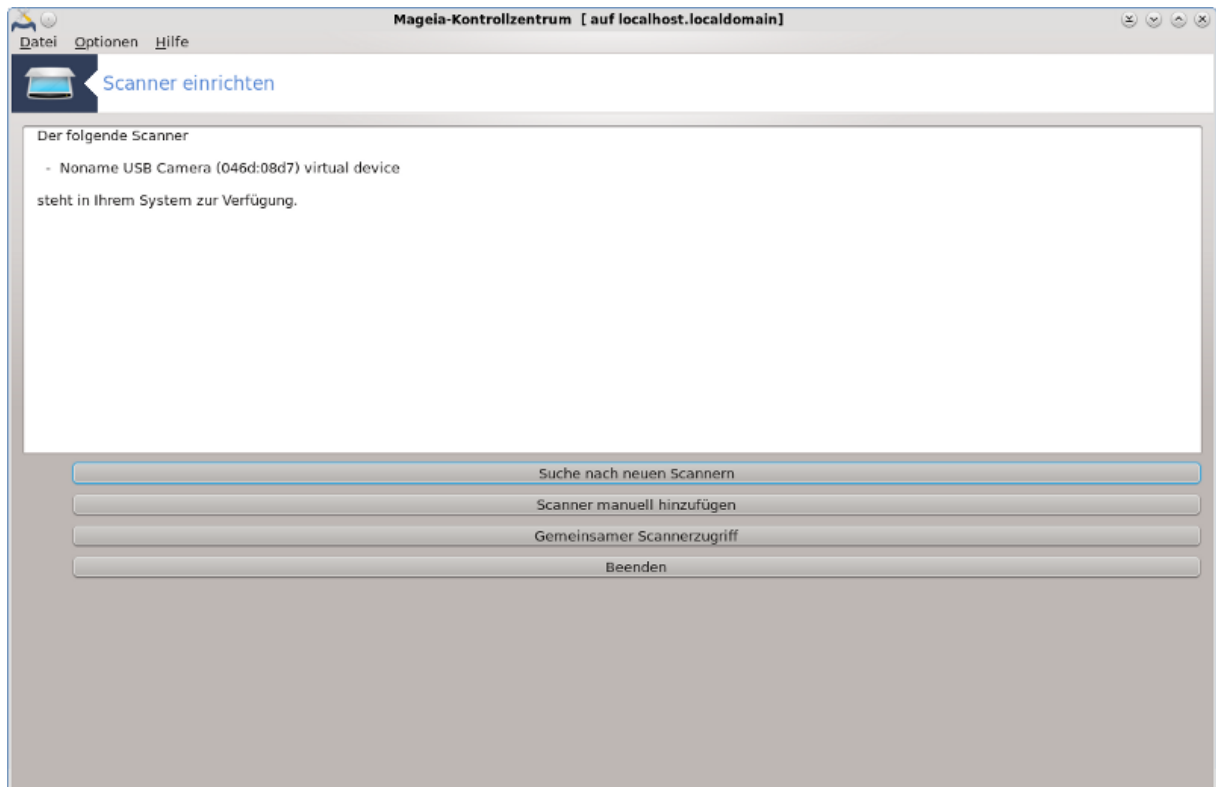 Mageia-Kontrollzentrum [ auf localhost.localdomain]
Datei Optionen Hilfe
Scanner einrichten
Der folgende Scanner
- Noname USB Camera (046d:08d7) virtual device
steht in Ihrem System zur Verfügung.
Suche nach neuen Scannern
Scanner manuell hinzufügen
Gemeinsamer Scannerzugriff
Beenden